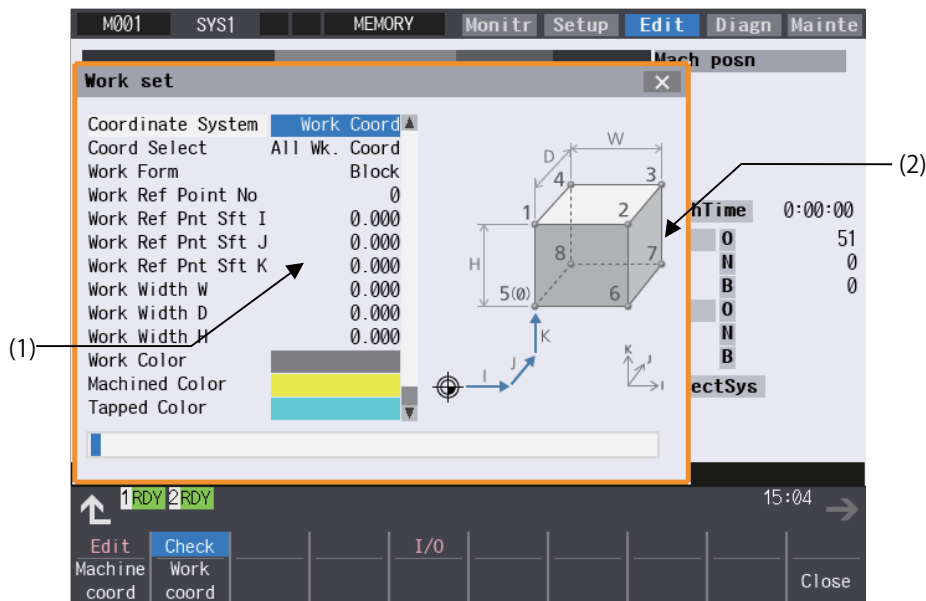 M001 SYS1 MEMORY Monitr Setup Edit Diagn Mainte
Mach posn
Work set
Coordinate System Work Coord
Coord Select All Wk. Coord
Work Form Block
Work Ref Point No 0
Work Ref Pnt Sft I 0.000
Work Ref Pnt Sft J 0.000
Work Ref Pnt Sft K 0.000
Work Width W 0.000
Work Width D 0.000
Work Width H 0.000
Work Color
Machined Color
Tapped Color
(1)
W
D
4 3
1 2
H
8 7
5(0) 6
K
J
I
K J
I
(2)
hTime 0:00:00
O 51
N 0
B 0
O
N
B
ectSys
1 RDY 2 RDY 15:04
Edit Check I/O
Machine coord
Work coord
Close